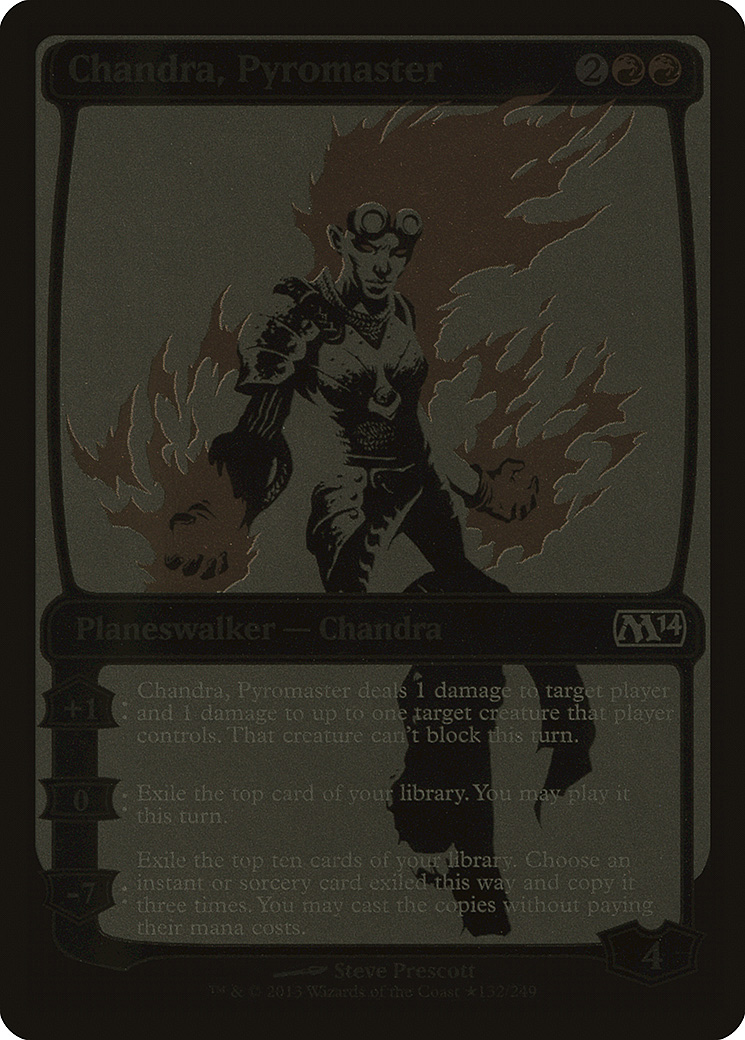 Chandra, Pyromaster 2
Planeswalker — Chandra M14
+1: Chandra, Pyromaster deals 1 damage to target player
and 1 damage to up to one target creature that player
controls. That creature can't block this turn.
0: Exile the top card of your library. You may play it
this turn.
-7: Exile the top ten cards of your library. Choose an
instant or sorcery card exiled this way and copy it
three times. You may cast the copies without paying
their mana costs.
4
Steve Prescott
™ & © 2013 Wizards of the Coast ★132/249